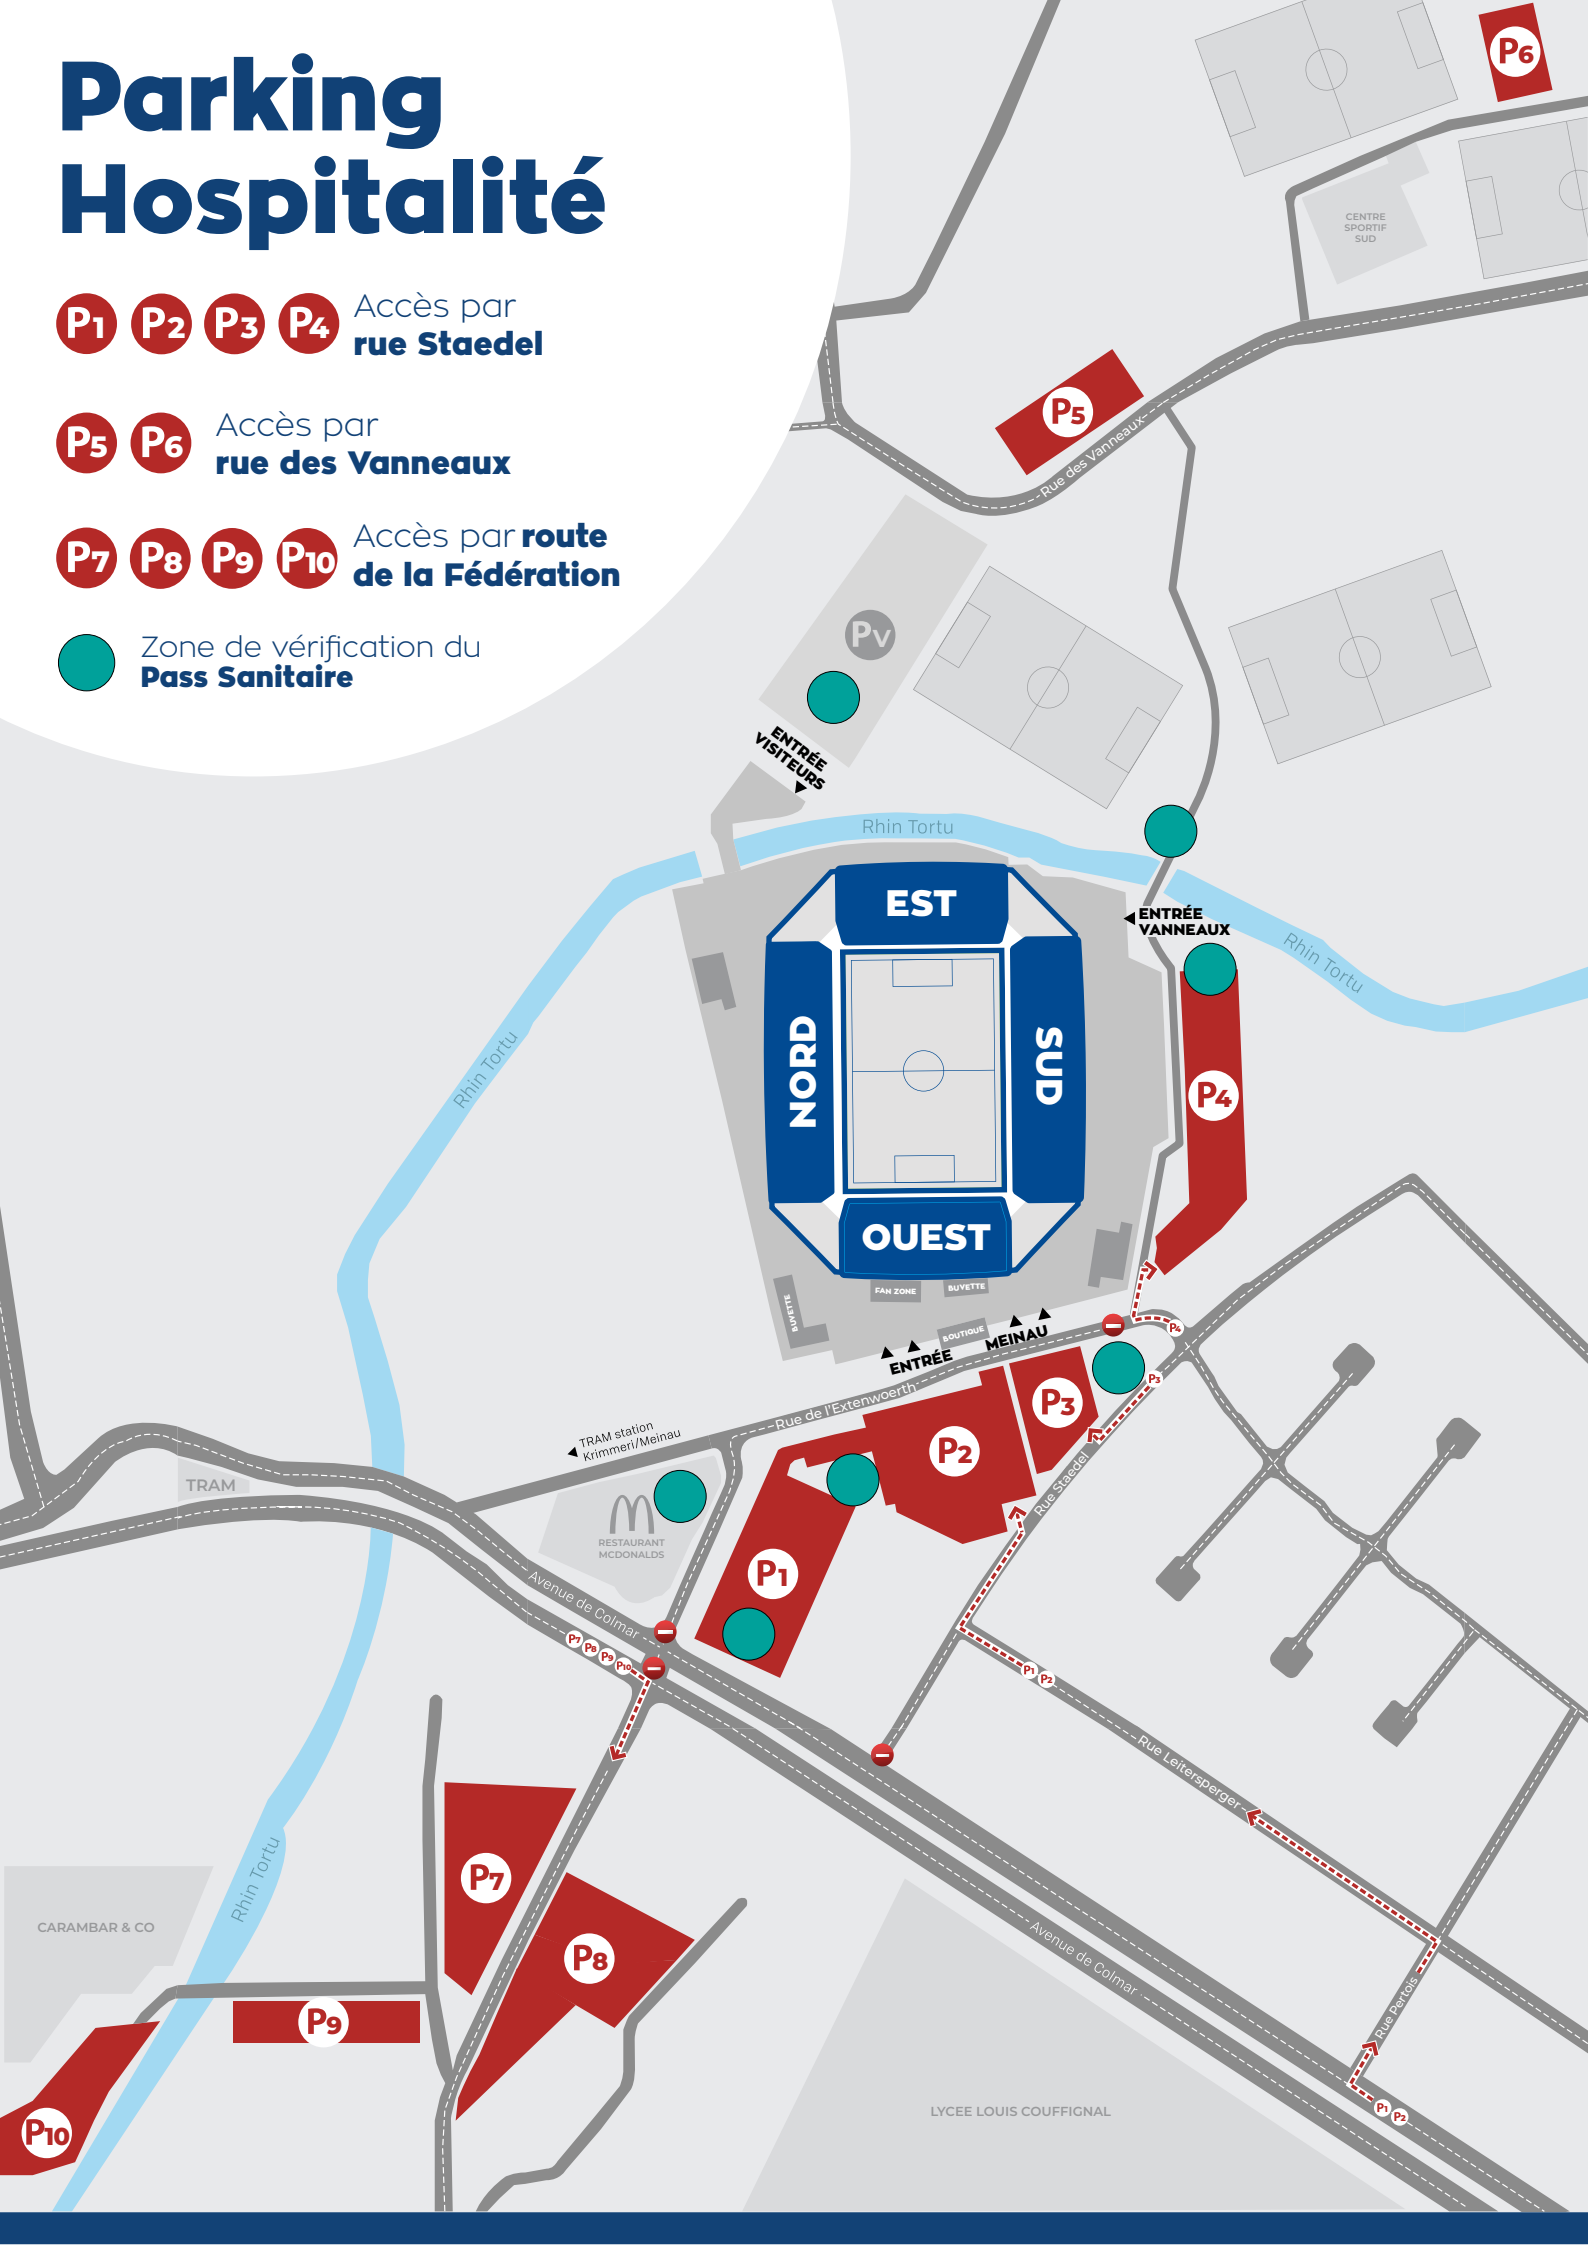 Parking
Hospitalité
P1 P2 P3 P4 Accès par
rue Staedel
P5 P6 Accès par
rue des Vanneaux
P7 P8 P9 P10 Accès par route
de la Fédération
Zone de vérification du
Pass Sanitaire
P6
CENTRE
SPORTIF
SUD
P5
Rue des Vanneaux
PV
ENTRÉE
VISITEURS
Rhin Tortu
ENTRÉE
VANNEAUX
Rhin Tortu
EST
NORD
SUD
OUEST
Rhin Tortu
P4
FAN ZONE
BUVETTE
BUVETTE
BOUTIQUE
ENTRÉE
MEINAU
P4
P3
Rue de l'Extenwoerth
P3
P2
TRAM station
Krimmeri/Meinau
TRAM
RESTAURANT
MCDONALDS
P1
Rue Staedel
Avenue de Colmar
P7
P8
P9
P10
P1
P2
Rue Leitersperger
P7
P8
Rhin Tortu
CARAMBAR & CO
P9
P10
Avenue de Colmar
Rue Pertois
P1
P2
LYCEE LOUIS COUFFIGNAL